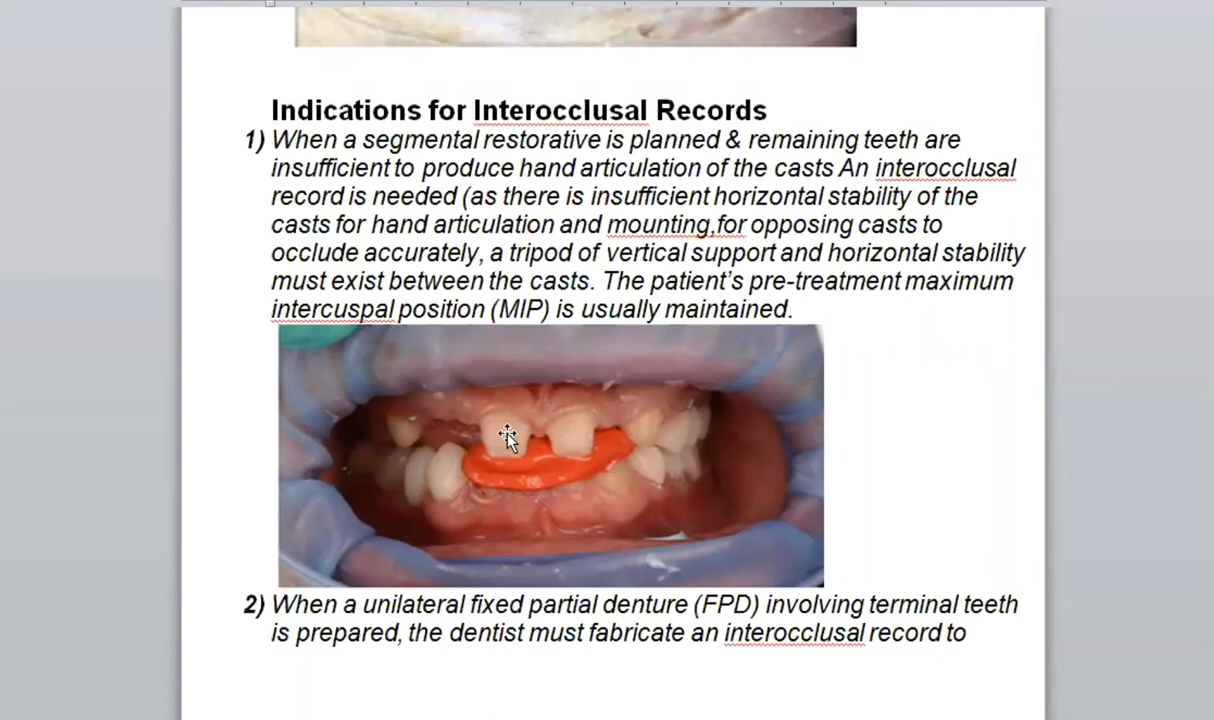 Indications for Interocclusal Records
1) When a segmental restorative is planned & remaining teeth are
insufficient to produce hand articulation of the casts An interocclusal
record is needed (as there is insufficient horizontal stability of the
casts for hand articulation and mounting,for opposing casts to
occlude accurately, a tripod of vertical support and horizontal stability
must exist between the casts. The patient's pre-treatment maximum
intercuspal position (MIP) is usually maintained.
2) When a unilateral fixed partial denture (FPD) involving terminal teeth
is prepared, the dentist must fabricate an interocclusal record to